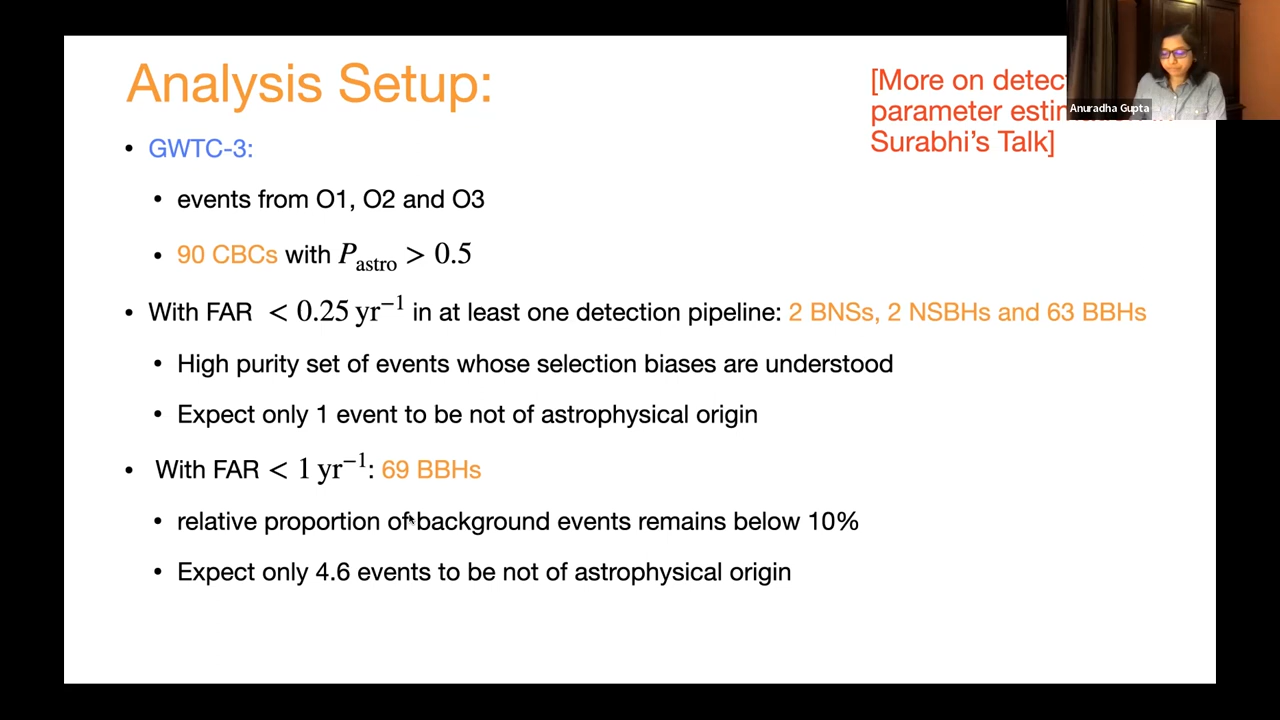 Analysis Setup:
[More on detec
parameter esti
Surabhi's Talk]
Anuradha Gupta
• GWTC-3:
• events from O1, O2 and O3
• 90 CBCs with P_astro > 0.5
• With FAR < 0.25 yr⁻¹ in at least one detection pipeline: 2 BNSs, 2 NSBHs and 63 BBHs
• High purity set of events whose selection biases are understood
• Expect only 1 event to be not of astrophysical origin
• With FAR < 1 yr⁻¹: 69 BBHs
• relative proportion of background events remains below 10%
• Expect only 4.6 events to be not of astrophysical origin